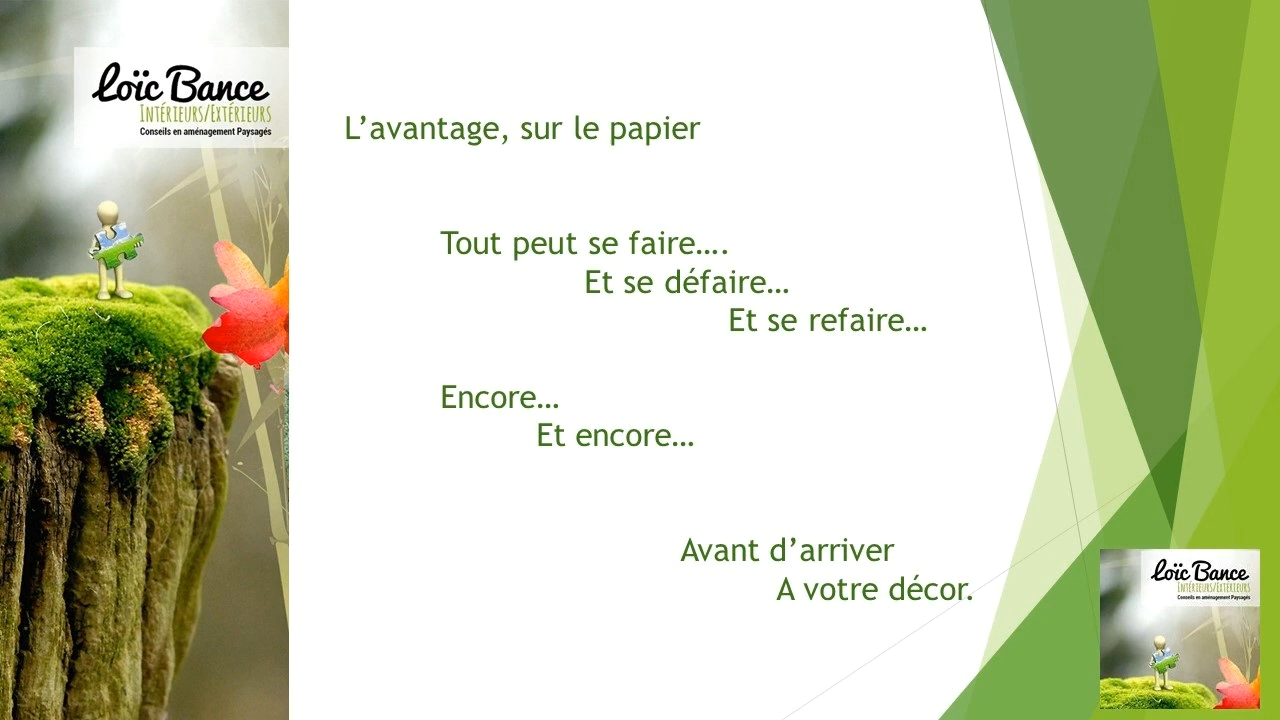 Loïc Bance
Intérieurs/Extérieurs
Conseils en aménagement Paysagés
L’avantage, sur le papier
Tout peut se faire….
Et se défaire…
Et se refaire…
Encore…
Et encore…
Avant d’arriver
A votre décor.
Loïc Bance
Intérieurs/Extérieurs
Conseils en aménagement Paysagés